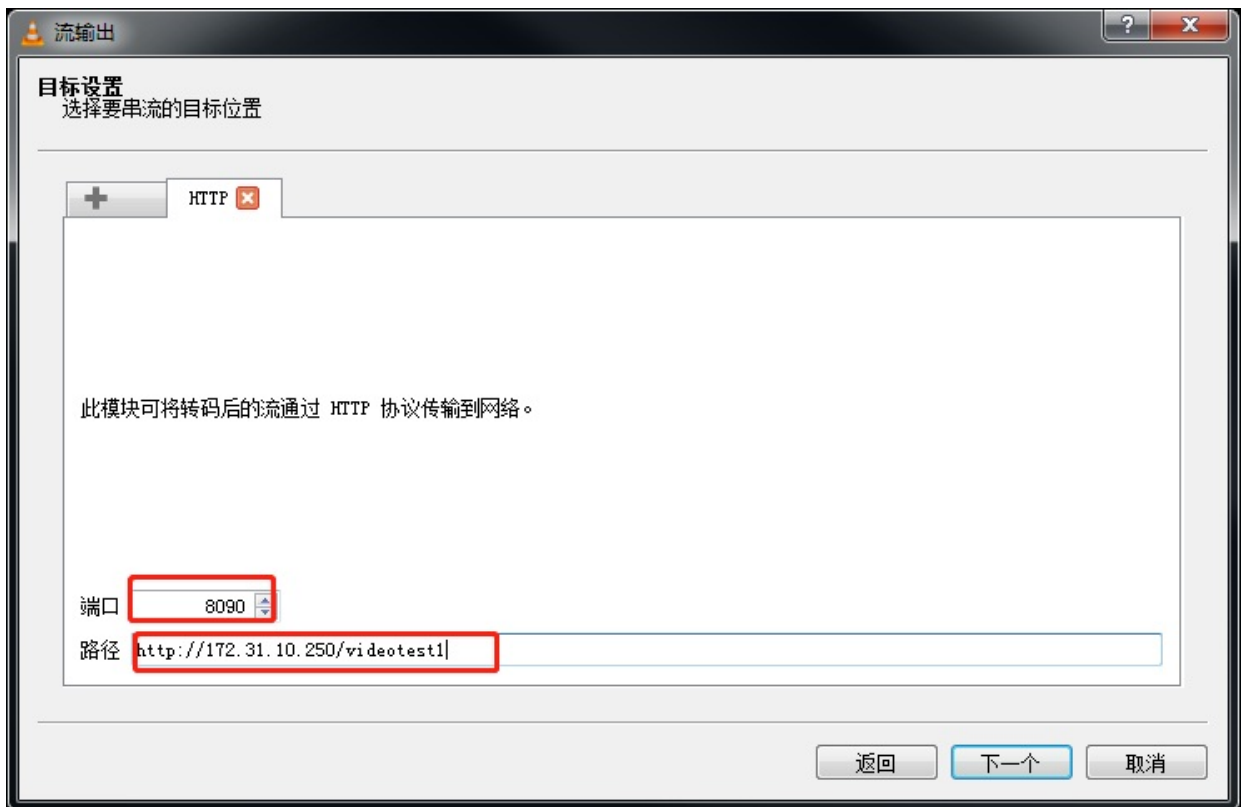 流输出
目标设置
选择要串流的目标位置
HTTP
此模块可将转码后的流通过 HTTP 协议传输到网络。
端口 8090
路径 http://172.31.10.250/videotest1
返回 下一个 取消